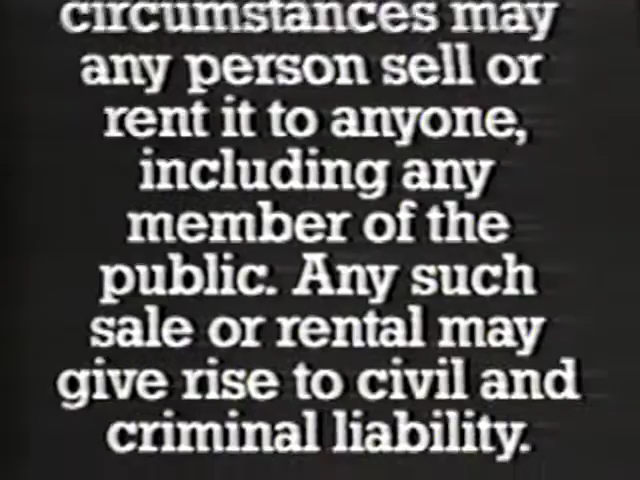 circumstances may
any person sell or
rent it to anyone,
including any
member of the
public. Any such
sale or rental may
give rise to civil and
criminal liability.